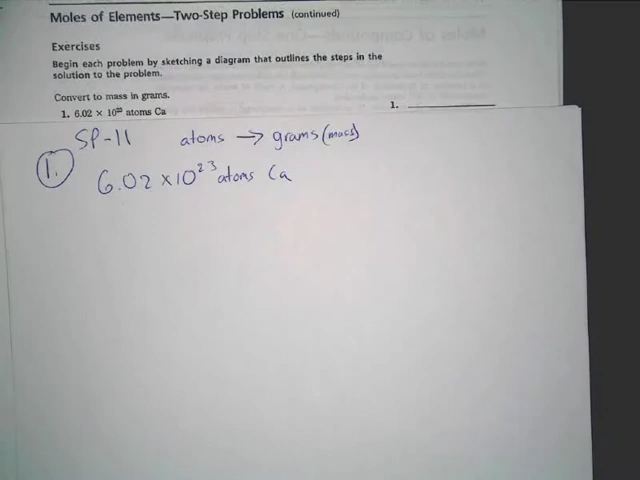 Moles of Elements—Two-Step Problems (continued)
Exercises
Begin each problem by sketching a diagram that outlines the steps in the
solution to the problem.
Convert to mass in grams.
1. 6.02 × 10²³ atoms Ca
1.
SP-11 atoms → grams (mass)
1. 6.02 × 10²³ atoms Ca